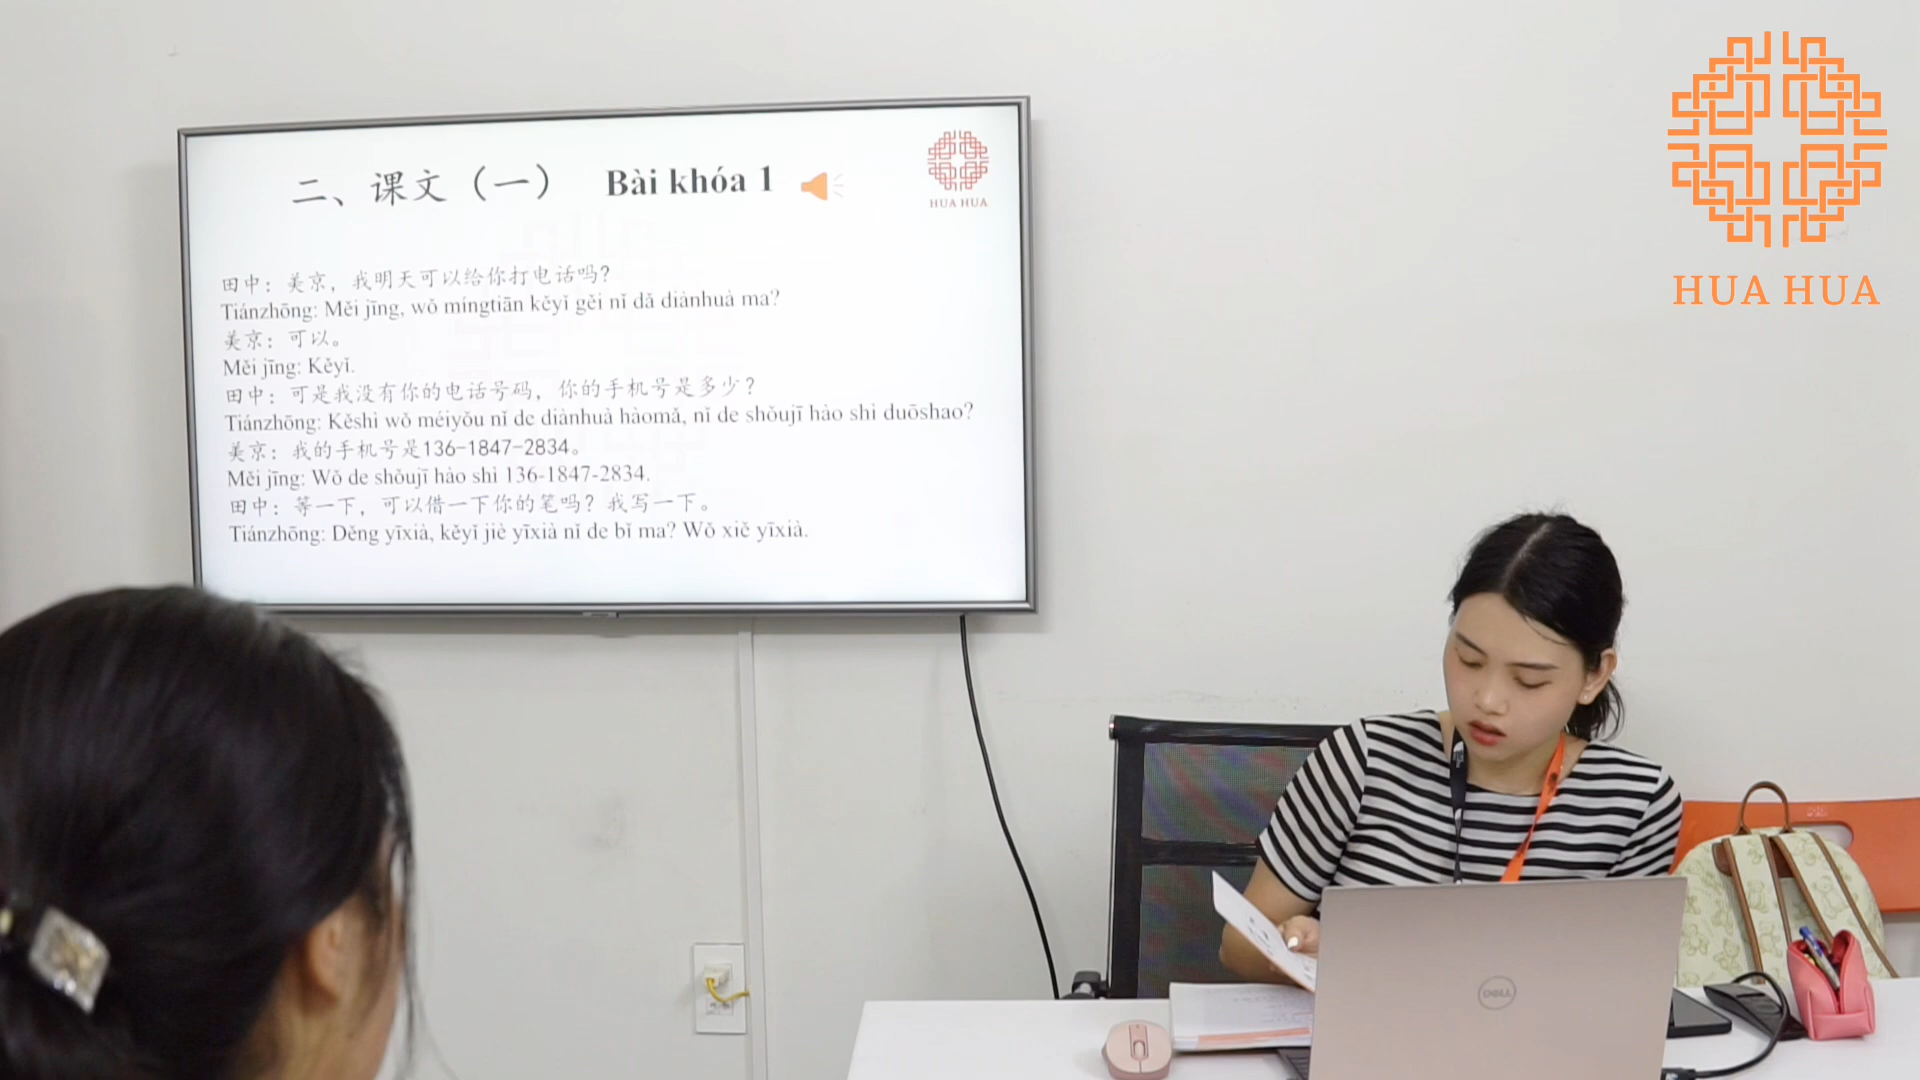 二、课文（一） Bài khóa 1
HUA HUA
田中：美京，我明天可以给你打电话吗？
Tiánzhōng: Měi jīng, wǒ míngtiān kěyǐ gěi nǐ dǎ diànhuà ma?
美京：可以。
Měi jīng: Kěyǐ.
田中：可是我没有你的电话号码，你的手机号是多少？
Tiánzhōng: Kěshì wǒ méiyǒu nǐ de diànhuà hàomǎ, nǐ de shǒujī hào shì duōshao?
美京：我的手机号是136-1847-2834。
Měi jīng: Wǒ de shǒujī hào shì 136-1847-2834.
田中：等一下，可以借一下你的笔吗？我写一下。
Tiánzhōng: Děng yīxià, kěyǐ jiè yīxià nǐ de bǐ ma? Wǒ xiě yīxià.
HUA HUA
DELL